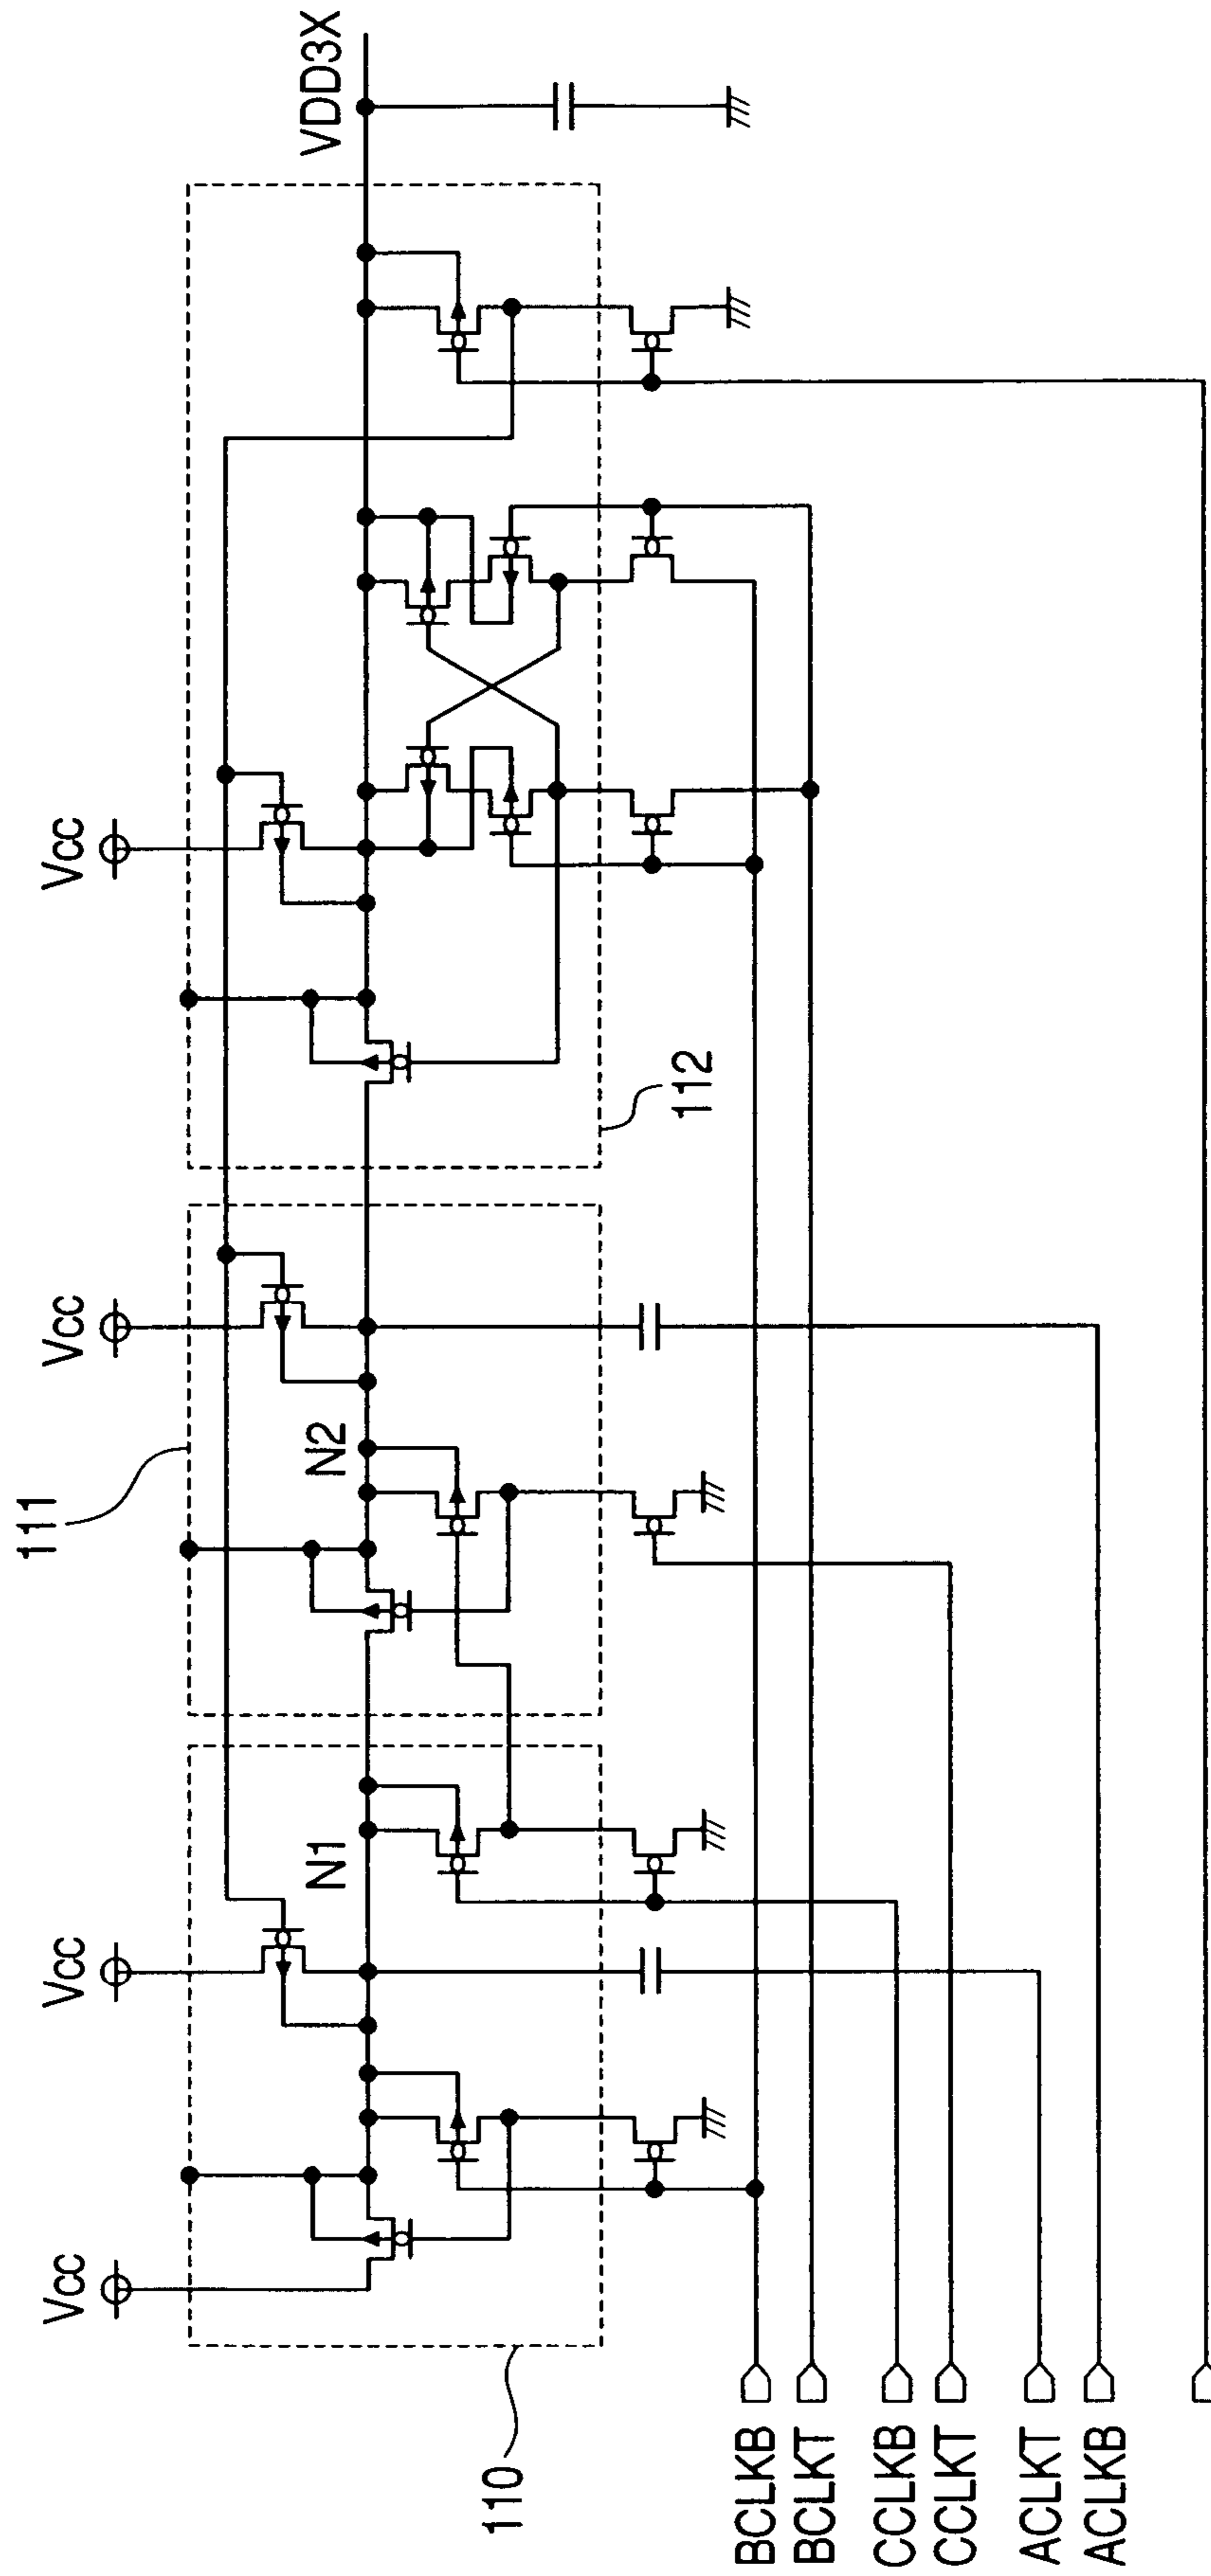 Vcc
Vcc
Vcc
Vcc
110
111
112
N1
N2
VDD3X
BCLKB
BCLKT
CCLKB
CCLKT
ACLKT
ACLKB